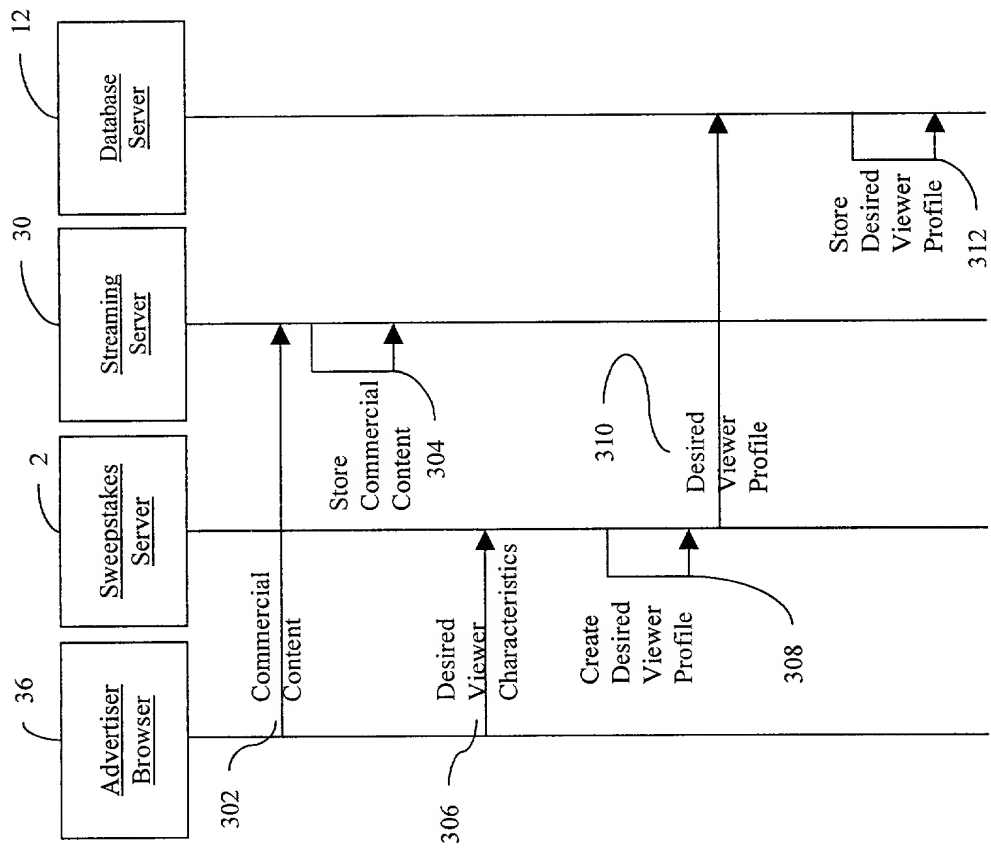 36
Advertiser
Browser
2
Sweepstakes
Server
30
Streaming
Server
12
Database
Server
302
Commercial
Content
Store
Commercial
Content
304
306
Desired
Viewer
Characteristics
Create
Desired
Viewer
Profile
308
310
Desired
Viewer
Profile
Store
Desired
Viewer
Profile
312